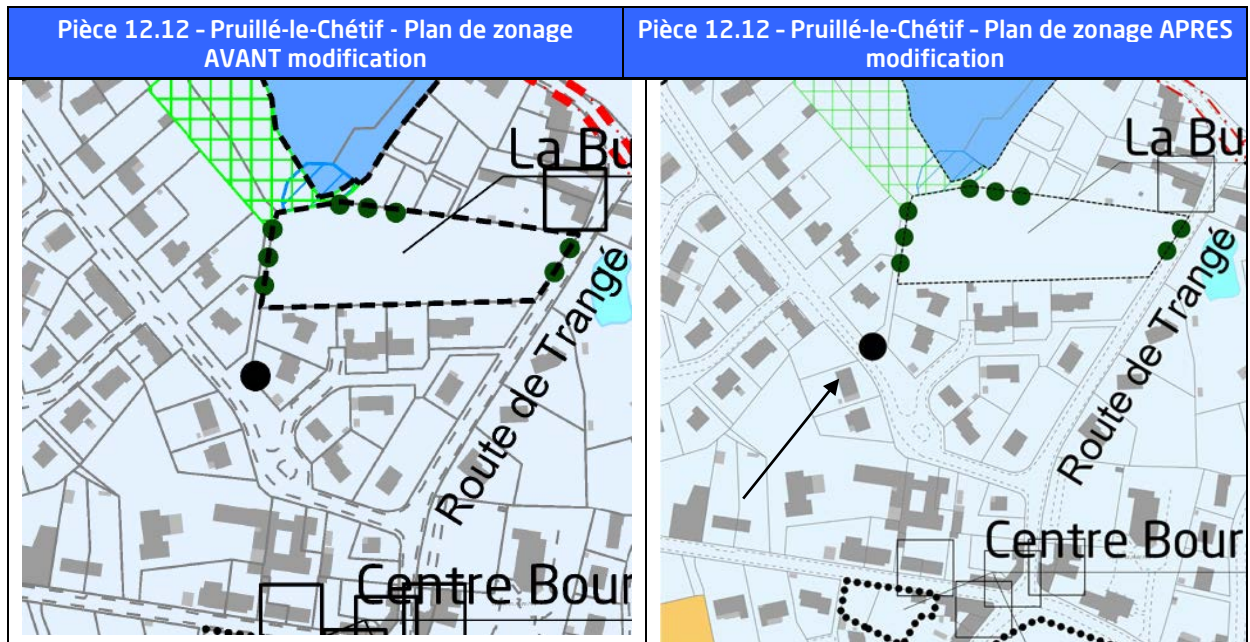 Pièce 12.12 – Pruillé-le-Chétif - Plan de zonage
AVANT modification
Pièce 12.12 – Pruillé-le-Chétif – Plan de zonage APRES
modification
La Bu
Route de Trangé
Centre Bour
La Bu
Route de Trangé
Centre Bour